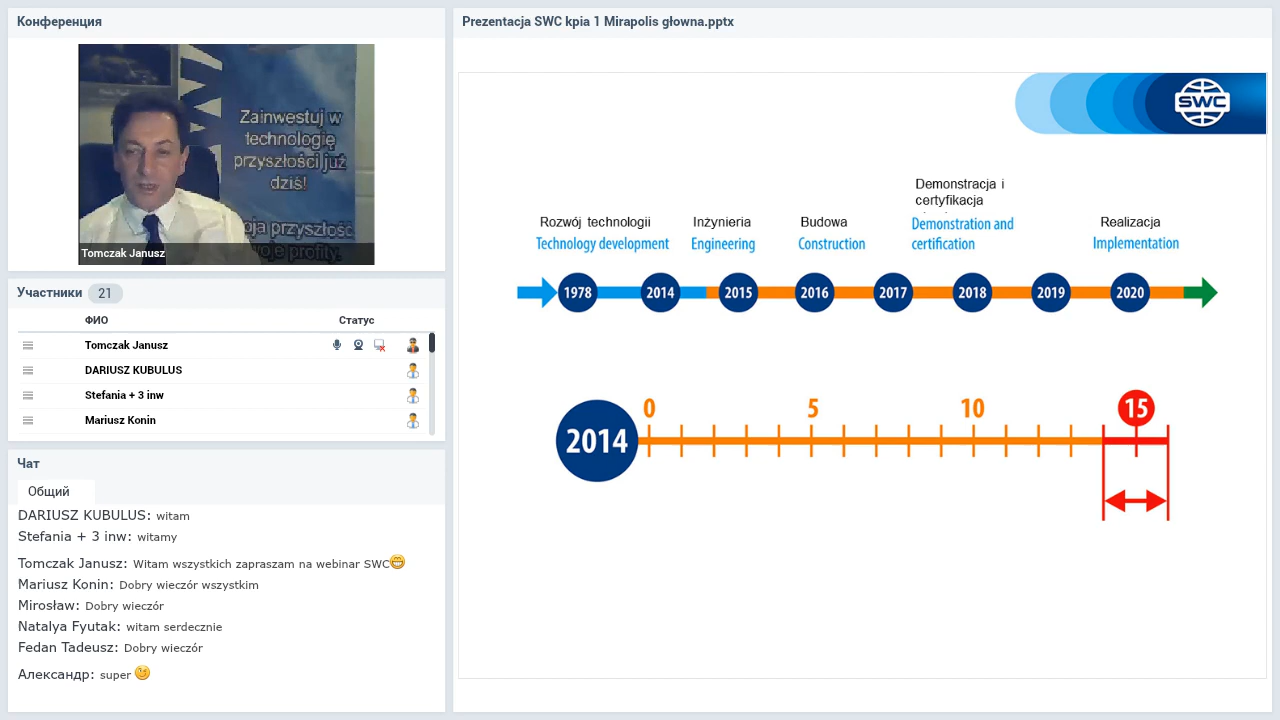 Конференция
Zainwestuj w
technologię
przyszłości już
dziś!
oja przyszłość
woje profity.
Tomczak Janusz
Участники 21
ФИО Статус
Tomczak Janusz
DARIUSZ KUBULUS
Stefania + 3 inw
Mariusz Konin
Чат
Общий
DARIUSZ KUBULUS: witam
Stefania + 3 inw: witamy
Tomczak Janusz: Witam wszystkich zapraszam na webinar SWC
Mariusz Konin: Dobry wieczór wszystkim
Mirosław: Dobry wieczór
Natalya Fyutak: witam serdecznie
Fedan Tadeusz: Dobry wieczór
Александр: super
Prezentacja SWC kpia 1 Mirapolis głowna.pptx
SWC
Rozwój technologii
Technology development
Inżynieria
Engineering
Budowa
Construction
Demonstracja i
certyfikacja
Demonstration and
certification
Realizacja
Implementation
1978 2014 2015 2016 2017 2018 2019 2020
0 5 10 15
2014